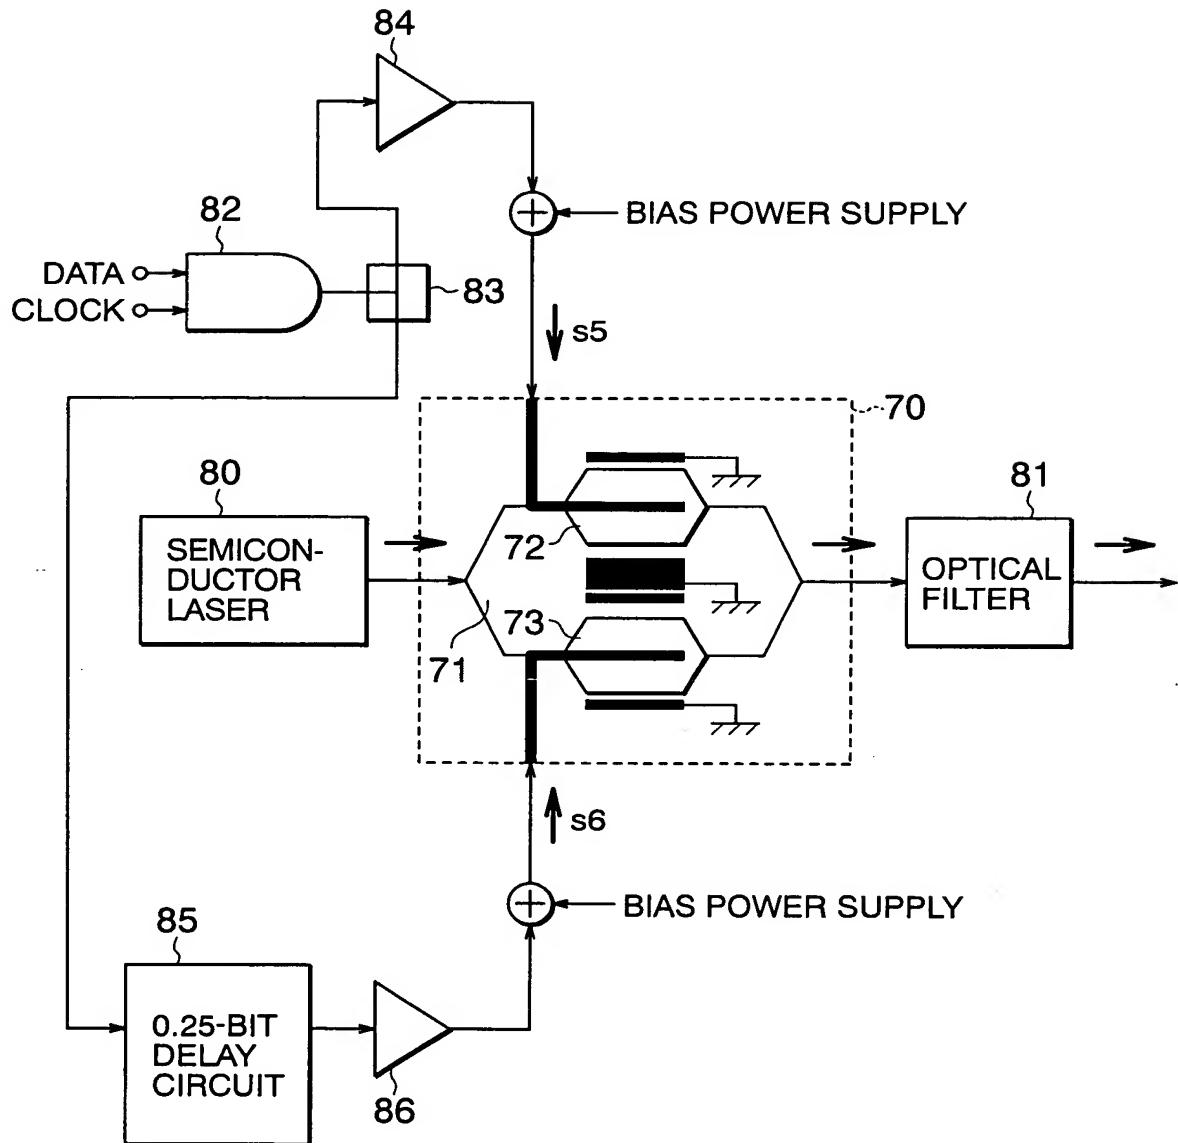 84
82
BIAS POWER SUPPLY
DATA
CLOCK
83
s5
70
80
81
SEMICON-
DUCTOR
LASER
72
OPTICAL
FILTER
73
71
s6
BIAS POWER SUPPLY
85
0.25-BIT
DELAY
CIRCUIT
86